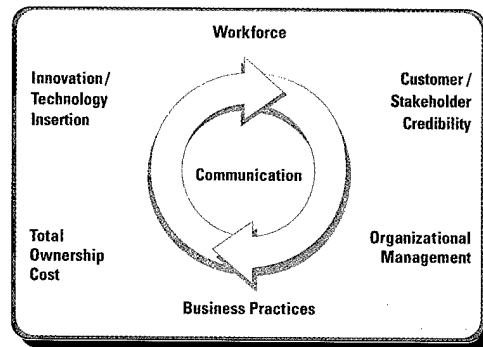 Workforce
Innovation/
Technology
Insertion
Customer /
Stakeholder
Credibility
Communication
Total
Ownership
Cost
Organizational
Management
Business Practices